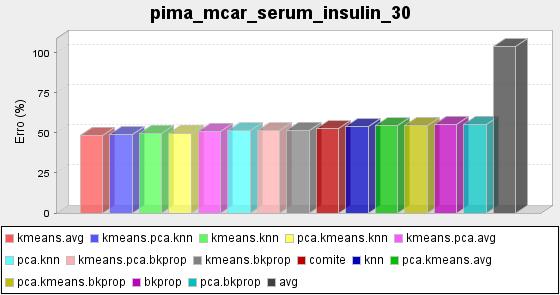 pima_mcar_serum_insulin_30
Erro (%)
100
75
50
25
0
kmeans.avg kmeans.pca.knn kmeans.knn pca.kmeans.knn kmeans.pca.avg
pca.knn kmeans.pca.bkprop kmeans.bkprop comite knn pca.kmeans.avg
pca.kmeans.bkprop bkprop pca.bkprop avg